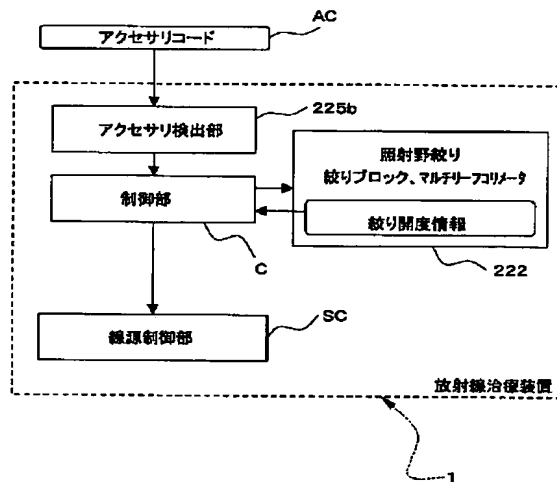 アクセサリコード
AC
アクセサリ検出部
225b
照射野絞り
絞りブロック、マルチリーフコリメータ
制御部
絞り開度情報
C
222
線源制御部
SC
放射線治療装置
1